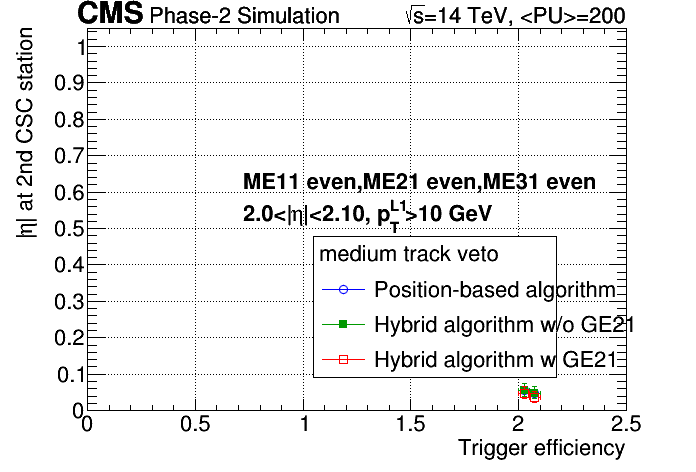 CMS Phase-2 Simulation √s=14 TeV, <PU>=200
|η| at 2nd CSC station
1
0.9
0.8
0.7
0.6
0.5
0.4
0.3
0.2
0.1
0
ME11 even,ME21 even,ME31 even
2.0<|η|<2.10, p_T^L1>10 GeV
medium track veto
Position-based algorithm
Hybrid algorithm w/o GE21
Hybrid algorithm w GE21
0 0.5 1 1.5 2 2.5
Trigger efficiency